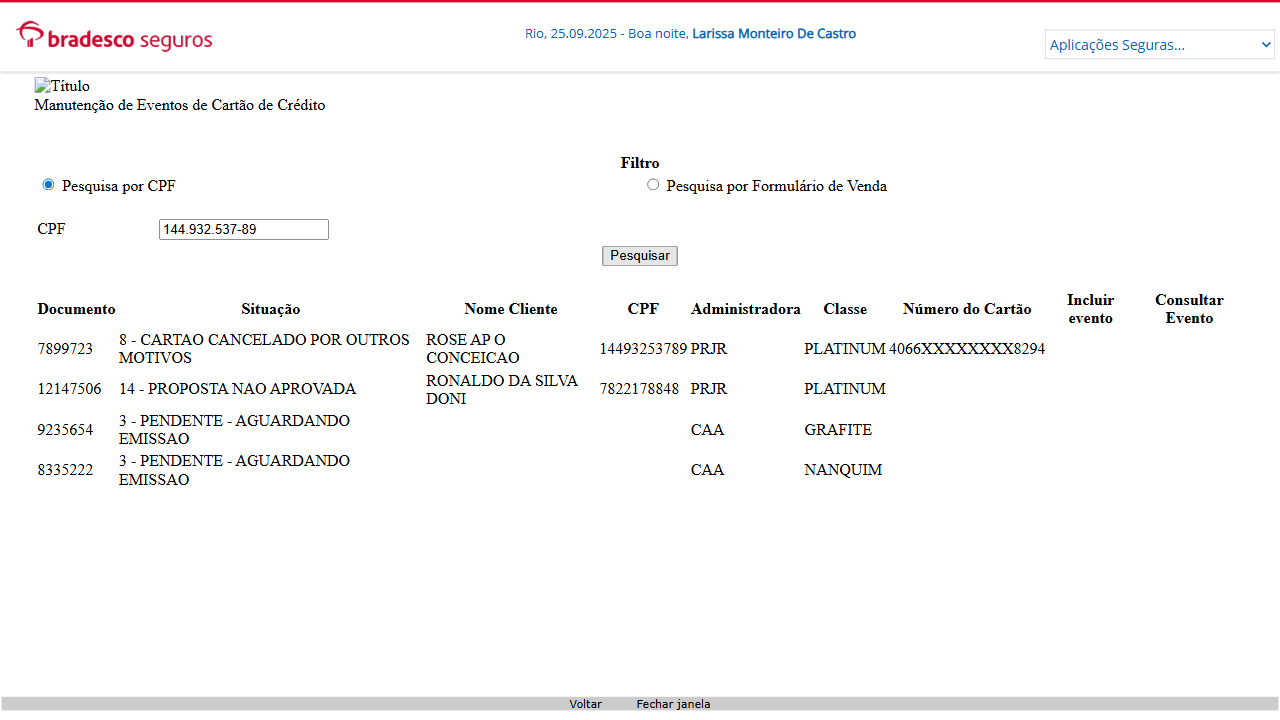 bradesco seguros
Rio, 25.09.2025 - Boa noite, Larissa Monteiro De Castro
Aplicações Seguras...
Título
Manutenção de Eventos de Cartão de Crédito
Filtro
Pesquisa por CPF
Pesquisa por Formulário de Venda
CPF 144.932.537-89
Pesquisar
Documento Situação Nome Cliente CPF Administradora Classe Número do Cartão Incluir evento Consultar Evento
7899723 8 - CARTAO CANCELADO POR OUTROS MOTIVOS ROSE AP O CONCEICAO 14493253789 PRJR PLATINUM 4066XXXXXXXX8294
12147506 14 - PROPOSTA NAO APROVADA RONALDO DA SILVA DONI 7822178848 PRJR PLATINUM
9235654 3 - PENDENTE - AGUARDANDO EMISSAO CAA GRAFITE
8335222 3 - PENDENTE - AGUARDANDO EMISSAO CAA NANQUIM
Voltar Fechar janela